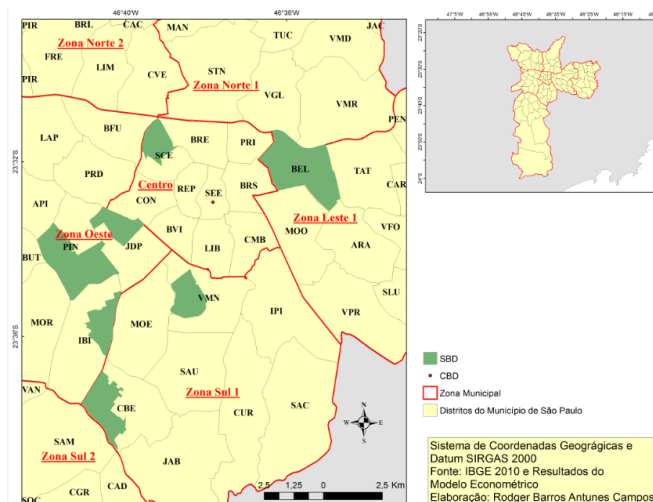 46°40'S
46°36'S
PIR
BRL
CAC
MAN
JAC
Zona Norte 2
TUC
VMD
FRE
LIM
CVE
STN
PIR
Zona Norte 1
VGL
VMR
PEN
LAP
BFU
BRE
PRI
23°32'S
SCE
BEL
TAT
PRD
Centro
REP
SEE
BRS
CAR
API
CON
Zona Leste 1
Zona Oeste
BVI
MOO
VFO
BUT
PIN
JDP
LIB
CMB
ARA
SLU
VMN
MOR
MOE
IPI
VPR
IBI
23°36'S
VAN
SAU
Zona Sul 1
CBE
CUR
SAC
SAM
Zona Sul 2
JAB
CAD
CGR
SOC
N
W
E
S
2,5 1,25 0 2,5 Km
SBD
CBD
Zona Municipal
Distritos do Município de São Paulo
Sistema de Coordenadas Geográgicas e
Datum SIRGAS 2000
Fonte: IBGE 2010 e Resultados do
Modelo Econométrico
Elaboração: Rodger Barros Antunes Campos